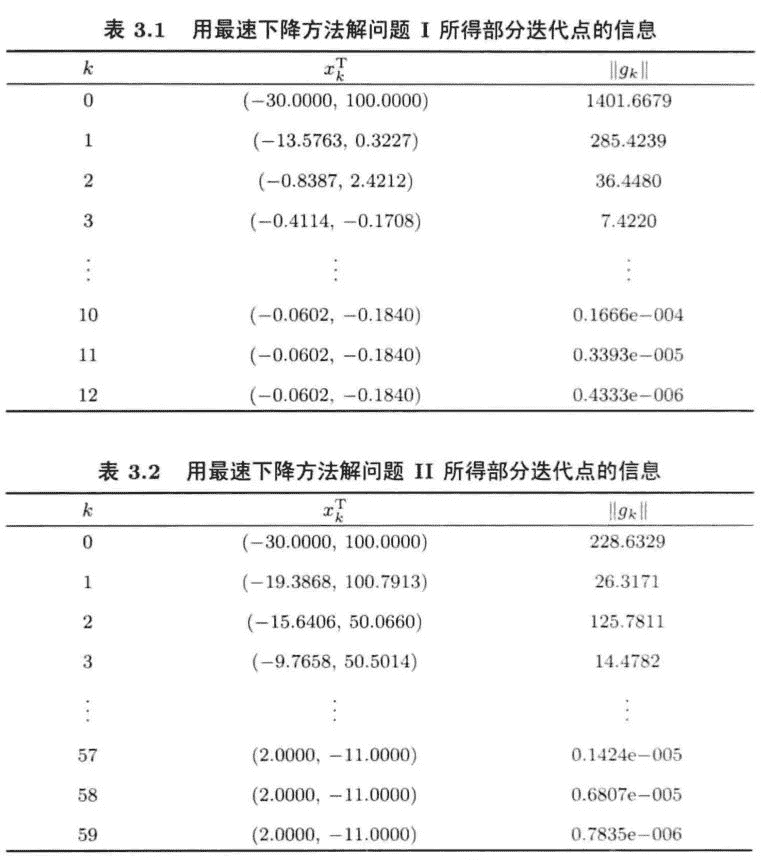 表 3.1 用最速下降方法解问题 I 所得部分迭代点的信息
k x_k^T ||g_k||
0 (−30.0000, 100.0000) 1401.6679
1 (−13.5763, 0.3227) 285.4239
2 (−0.8387, 2.4212) 36.4480
3 (−0.4114, −0.1708) 7.4220
⋮ ⋮ ⋮
10 (−0.0602, −0.1840) 0.1666e−004
11 (−0.0602, −0.1840) 0.3393e−005
12 (−0.0602, −0.1840) 0.4333e−006
表 3.2 用最速下降方法解问题 II 所得部分迭代点的信息
k x_k^T ||g_k||
0 (−30.0000, 100.0000) 228.6329
1 (−19.3868, 100.7913) 26.3171
2 (−15.6406, 50.0660) 125.7811
3 (−9.7658, 50.5014) 14.4782
⋮ ⋮ ⋮
57 (2.0000, −11.0000) 0.1424e−005
58 (2.0000, −11.0000) 0.6807e−005
59 (2.0000, −11.0000) 0.7835e−006